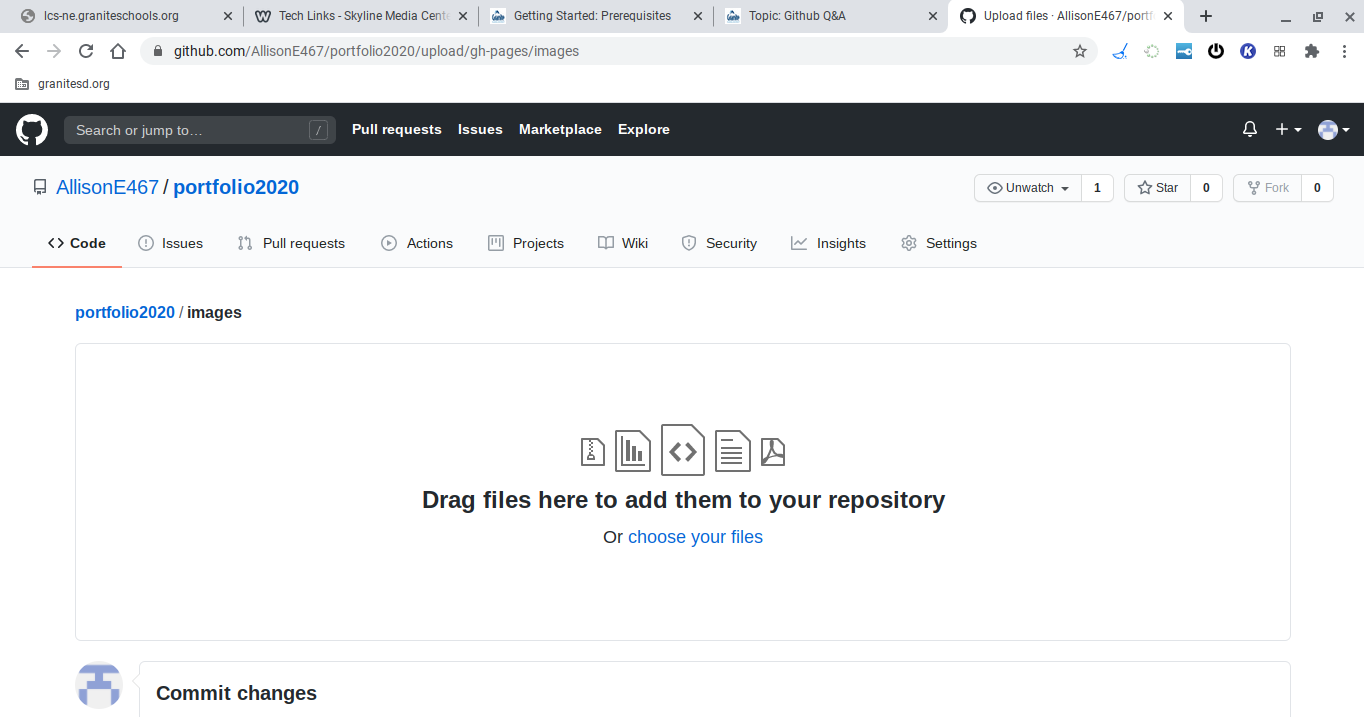 lcs-ne.graniteschools.org
Tech Links - Skyline Media Cente
Getting Started: Prerequisites
Topic: Github Q&A
Upload files · AllisonE467/portf
github.com/AllisonE467/portfolio2020/upload/gh-pages/images
granitesd.org
Search or jump to… /
Pull requests Issues Marketplace Explore
AllisonE467 / portfolio2020
Unwatch 1 Star 0 Fork 0
Code Issues Pull requests Actions Projects Wiki Security Insights Settings
portfolio2020 / images
Drag files here to add them to your repository
Or choose your files
Commit changes